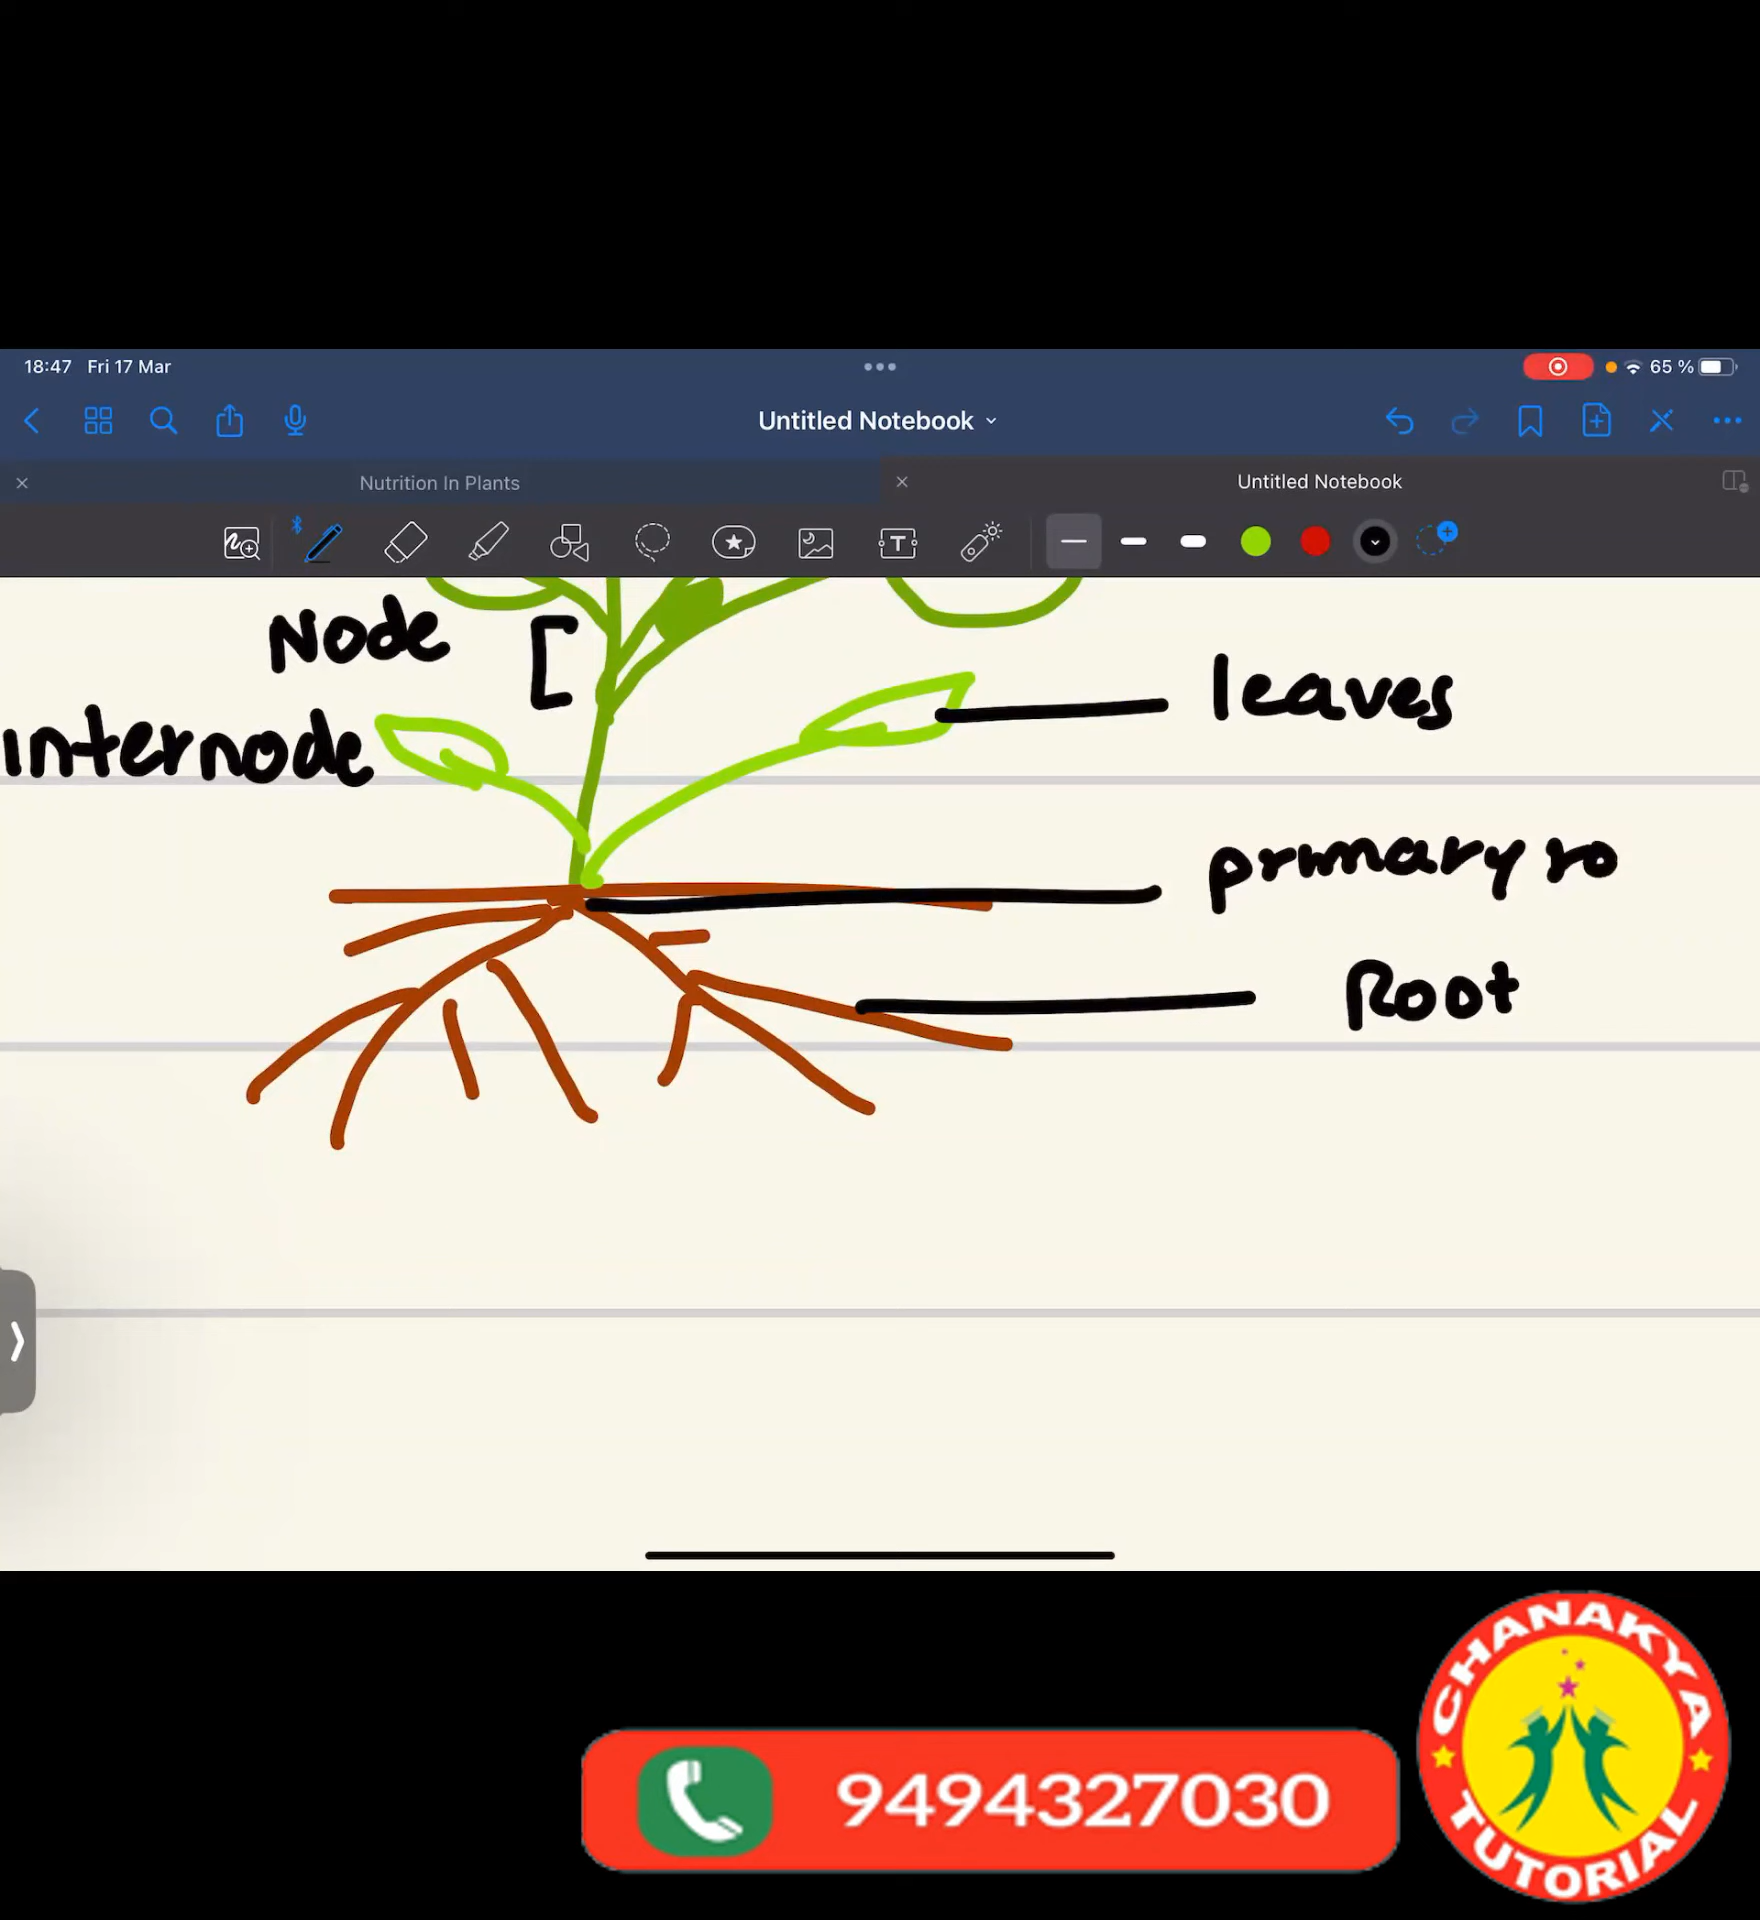 18:47 Fri 17 Mar
65 %
Untitled Notebook
Nutrition In Plants
Untitled Notebook
T
Node
leaves
Internode
primary ro
Root
9494327030
CHANAKYA
TUTORIAL